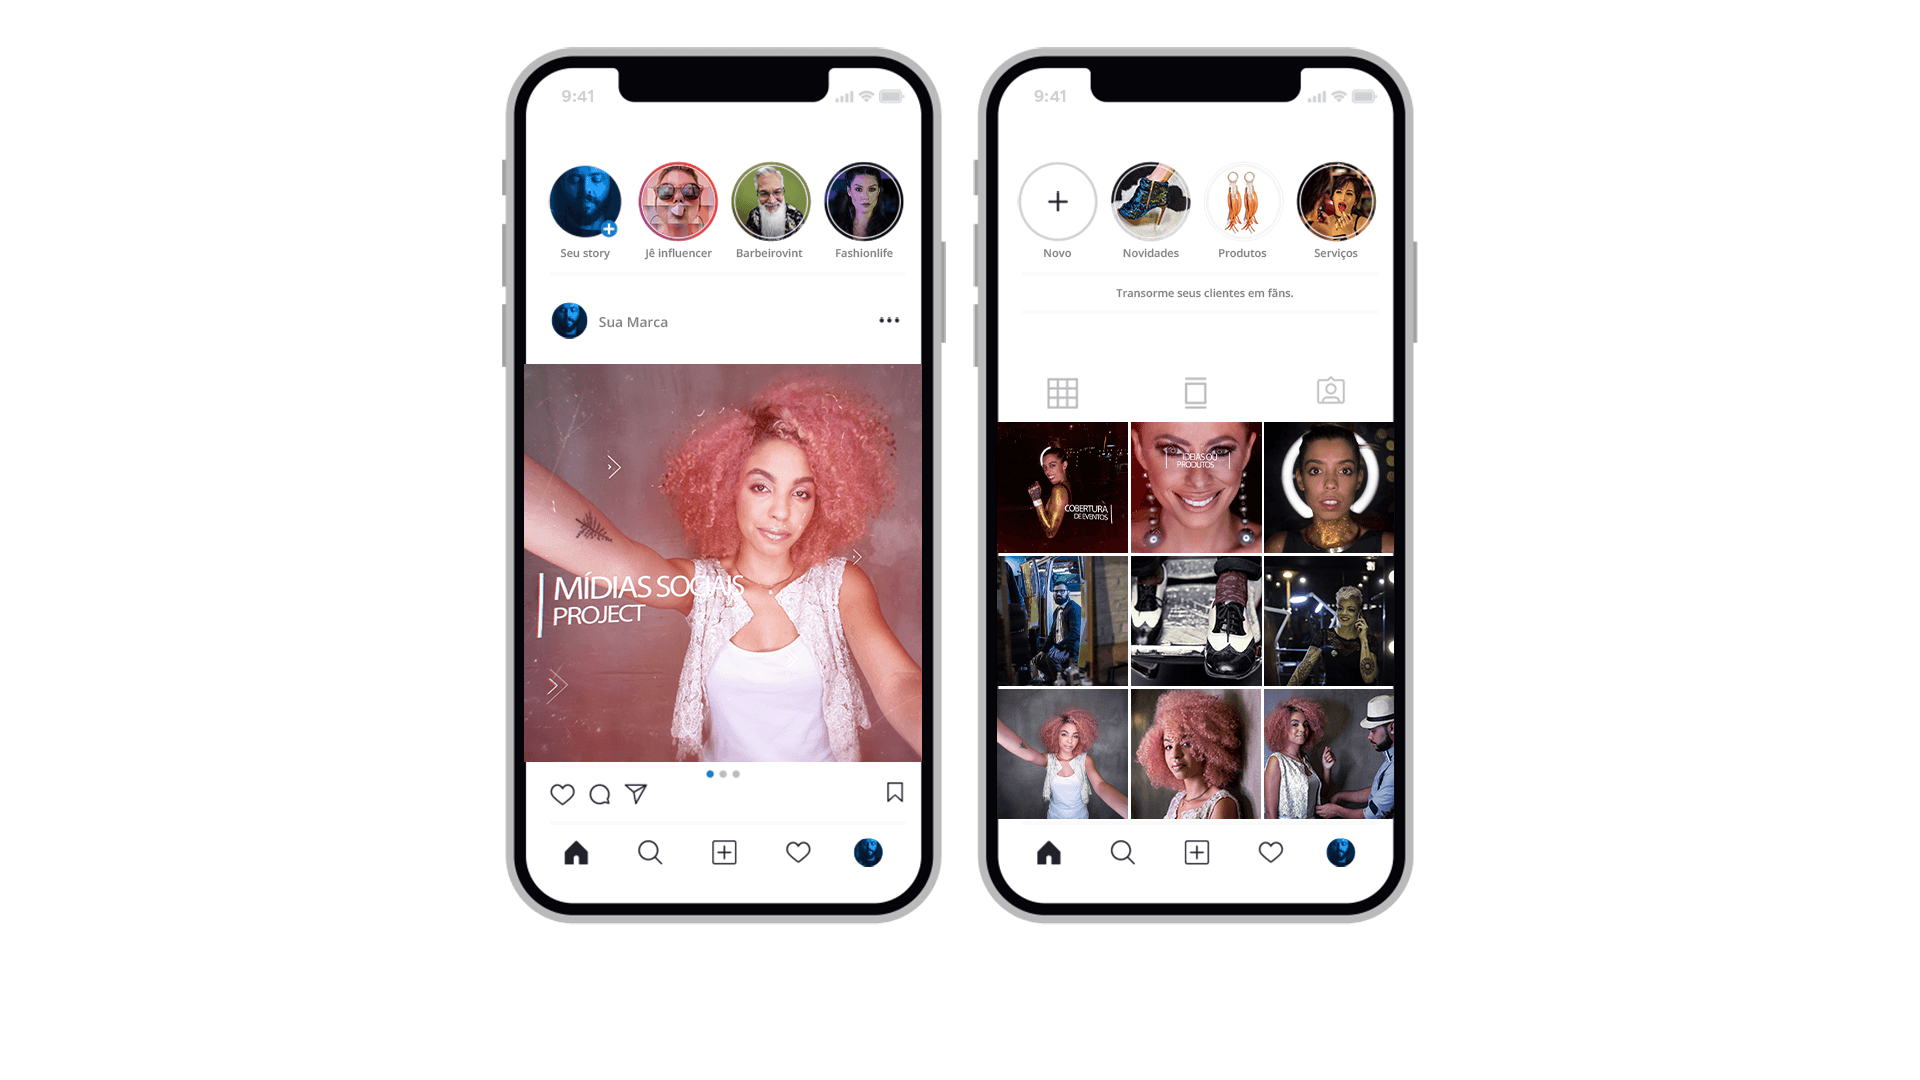 9:41
Seu story
Jê influencer
Barbeirovint
Fashionlife
Sua Marca
MÍDIAS SOCIAIS
PROJECT
9:41
Novo
Novidades
Produtos
Serviços
Transorme seus clientes em fãns.
COBERTURA
DE EVENTOS
IDEIAS OU
PRODUTOS